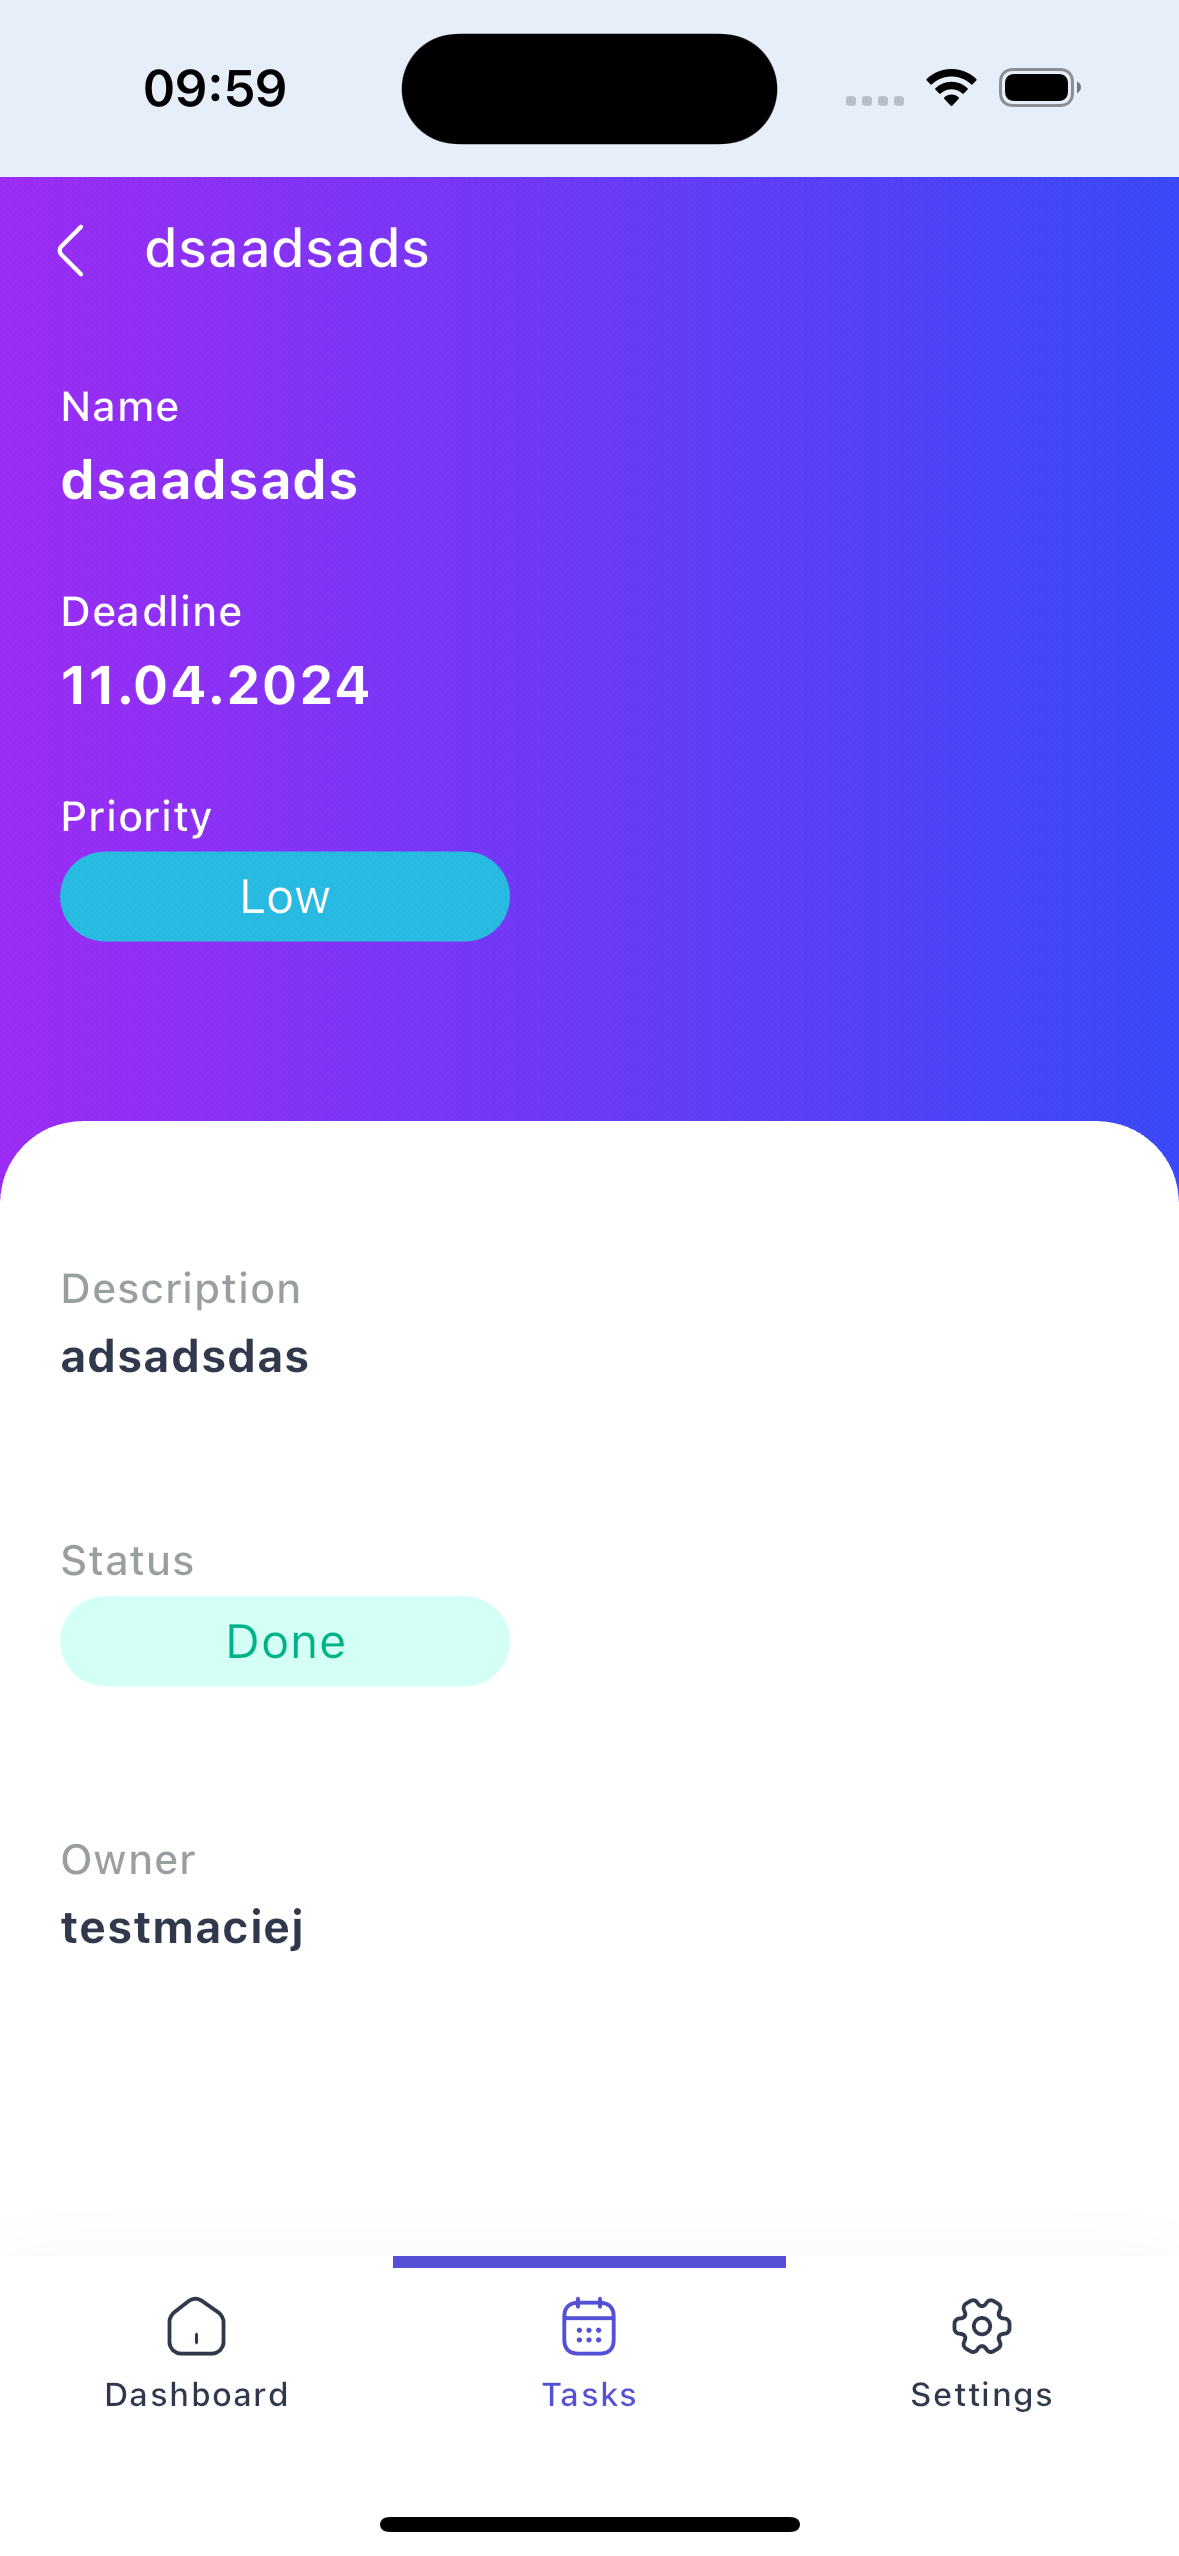 09:59
dsaadsads
Name
dsaadsads
Deadline
11.04.2024
Priority
Low
Description
adsadsdas
Status
Done
Owner
testmaciej
Dashboard
Tasks
Settings